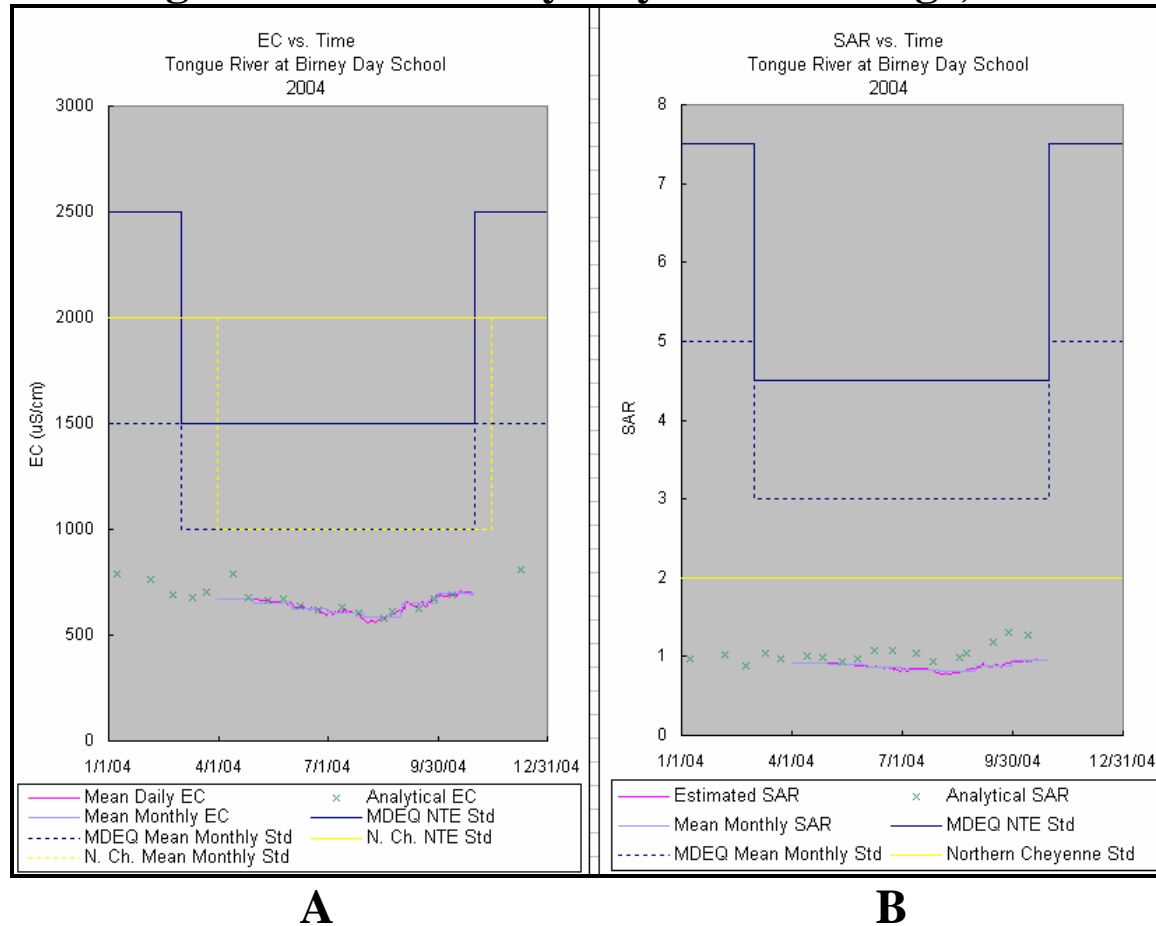 EC vs. Time
Tongue River at Birney Day School
2004
3000
2500
2000
1500
1000
500
0
EC (uS/cm)
1/1/04 4/1/04 7/1/04 9/30/04 12/31/04
Mean Daily EC × Analytical EC
Mean Monthly EC MDEQ NTE Std
MDEQ Mean Monthly Std N. Ch. NTE Std
N. Ch. Mean Monthly Std
A
SAR vs. Time
Tongue River at Birney Day School
2004
8
7
6
5
4
3
2
1
0
SAR
1/1/04 4/1/04 7/1/04 9/30/04 12/31/04
Estimated SAR × Analytical SAR
Mean Monthly SAR MDEQ NTE Std
MDEQ Mean Monthly Std Northern Cheyenne Std
B